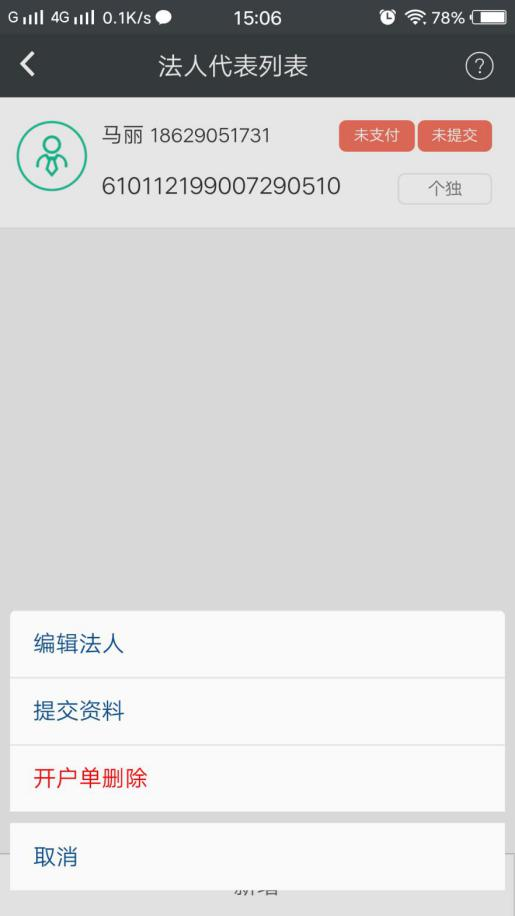 G 4G 0.1K/s 15:06 78%
法人代表列表 ?
马丽 18629051731 未支付 未提交
610112199007290510 个独
编辑法人
提交资料
开户单删除
取消